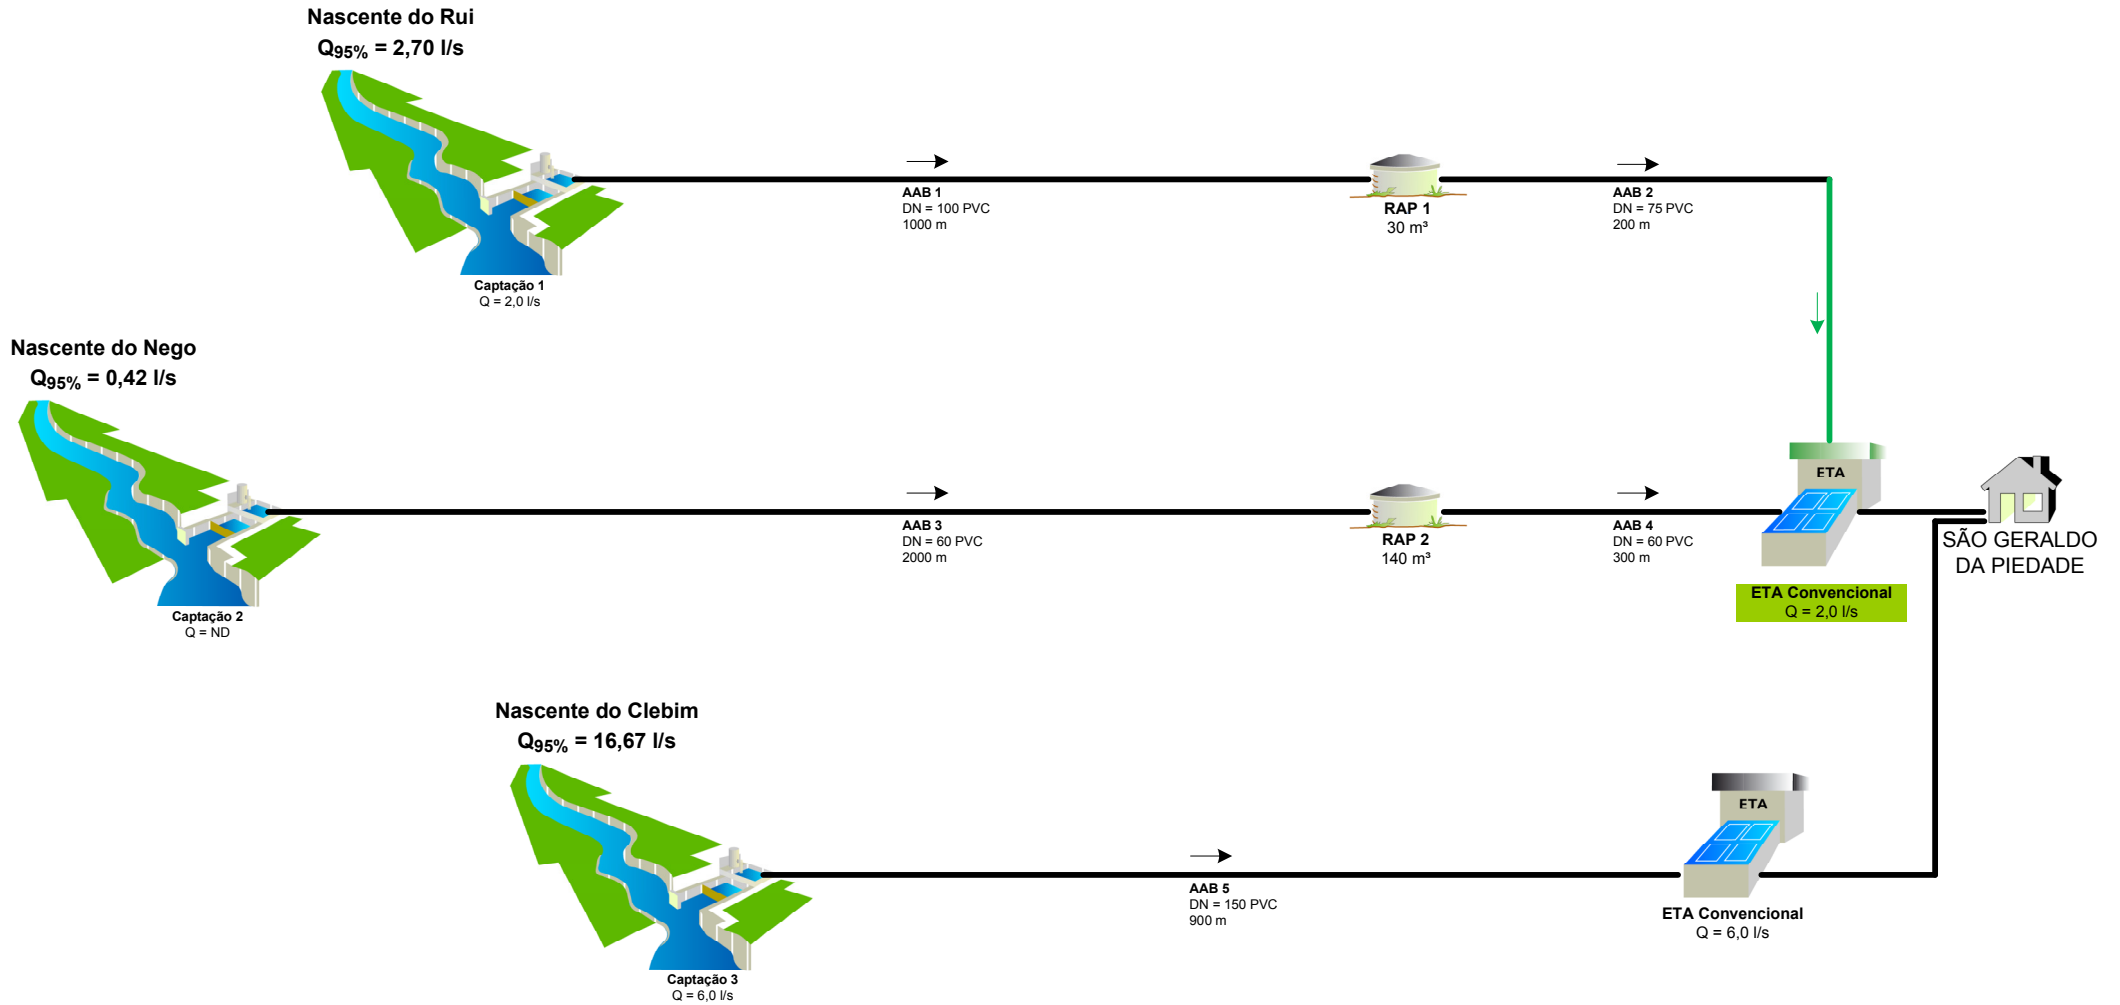 Nascente do Rui
Q95% = 2,70 l/s
Captação 1
Q = 2,0 l/s
AAB 1
DN = 100 PVC
1000 m
RAP 1
30 m³
AAB 2
DN = 75 PVC
200 m
Nascente do Nego
Q95% = 0,42 l/s
Captação 2
Q = ND
AAB 3
DN = 60 PVC
2000 m
RAP 2
140 m³
AAB 4
DN = 60 PVC
300 m
ETA
ETA Convencional
Q = 2,0 l/s
SÃO GERALDO
DA PIEDADE
Nascente do Clebim
Q95% = 16,67 l/s
Captação 3
Q = 6,0 l/s
AAB 5
DN = 150 PVC
900 m
ETA
ETA Convencional
Q = 6,0 l/s